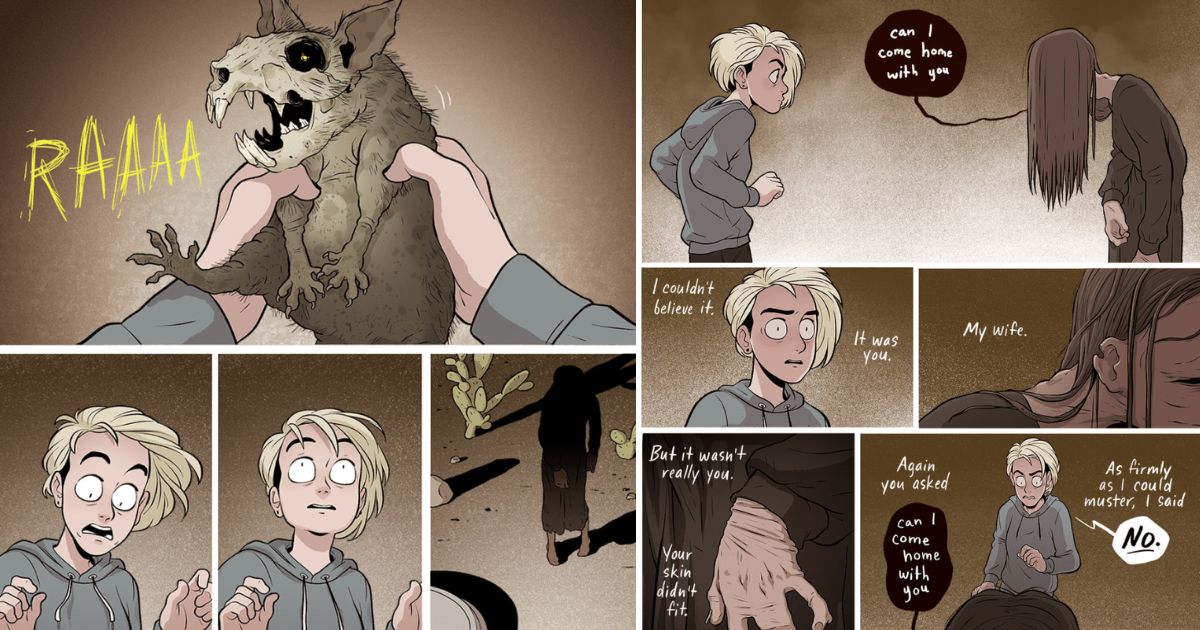 RAAAAA
can I
come home
with you
I couldn't
believe it.
It was
you.
My wife.
But it wasn't
really you.
Your
skin
didn't
fit.
Again
you asked
can I
come
home
with
you
As firmly
as I could
muster, I said
No.